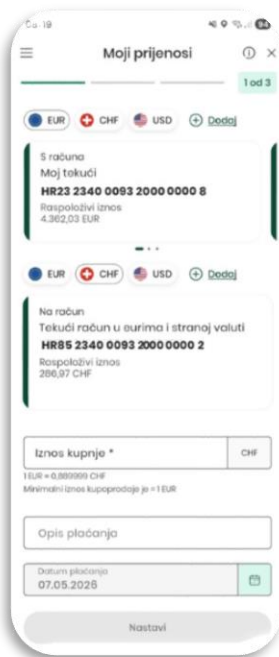 Moji prijenosi
1 od 3
EUR CHF USD Dodaj
S računa
Moj tekući
HR23 2340 0093 2000 0000 8
Raspoloživi iznos
4.362,03 EUR
EUR CHF USD Dodaj
Na račun
Tekući račun u eurima i stranoj valuti
HR85 2340 0093 2000 0000 2
Raspoloživi iznos
286,97 CHF
Iznos kupnje * CHF
1 EUR = 0,889999 CHF
Minimalni iznos kupoprodaje je = 1 EUR
Opis plaćanja
Datum plaćanja
07.05.2026
Nastavi